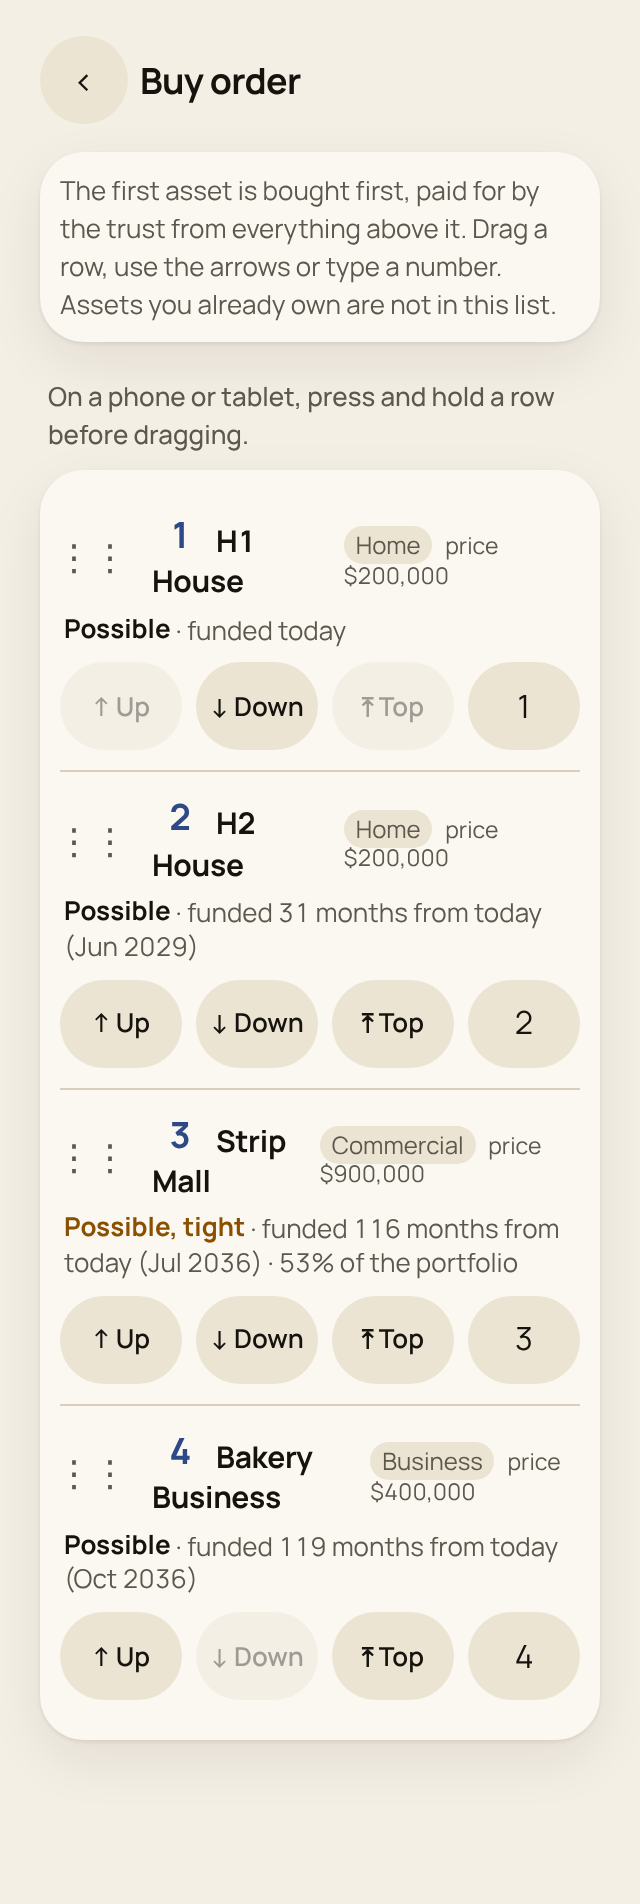 Buy order
The first asset is bought first, paid for by
the trust from everything above it. Drag a
row, use the arrows or type a number.
Assets you already own are not in this list.
On a phone or tablet, press and hold a row
before dragging.
1 H1 House
Home price $200,000
Possible · funded today
↑ Up ↓ Down ⤒ Top 1
2 H2 House
Home price $200,000
Possible · funded 31 months from today
(Jun 2029)
↑ Up ↓ Down ⤒ Top 2
3 Strip Mall
Commercial price $900,000
Possible, tight · funded 116 months from
today (Jul 2036) · 53% of the portfolio
↑ Up ↓ Down ⤒ Top 3
4 Bakery Business
Business price $400,000
Possible · funded 119 months from today
(Oct 2036)
↑ Up ↓ Down ⤒ Top 4